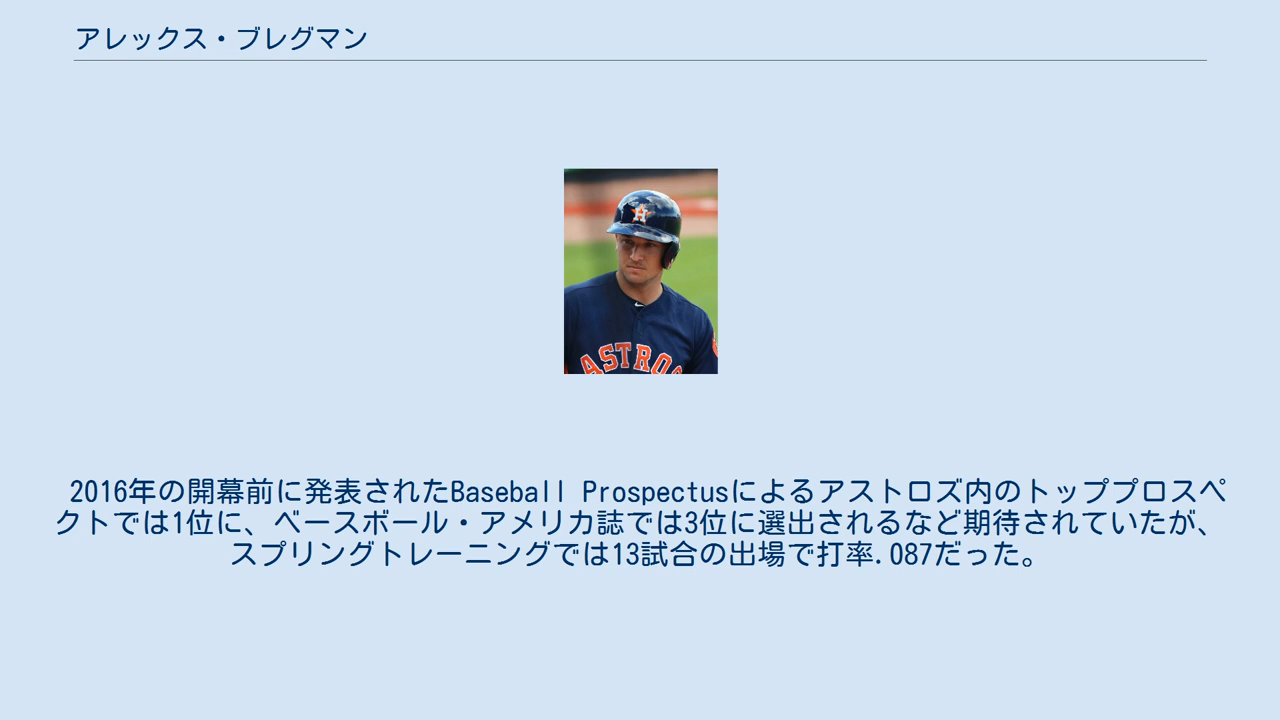 アレックス・ブレグマン
ASTROS
2016年の開幕前に発表されたBaseball Prospectusによるアストロズ内のトッププロスペ
クトでは1位に、ベースボール・アメリカ誌では3位に選出されるなど期待されていたが、
スプリングトレーニングでは13試合の出場で打率.087だった。